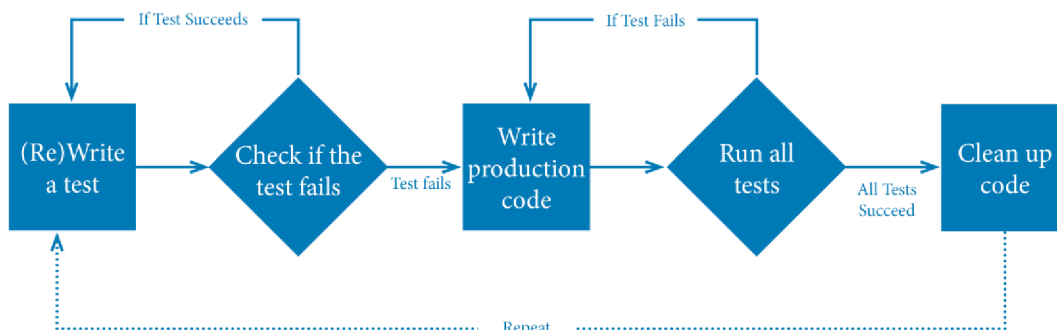 If Test Succeeds
If Test Fails
(Re)Write
a test
Check if the
test fails
Test fails
Write
production
code
Run all
tests
All Tests
Succeed
Clean up
code
Repeat